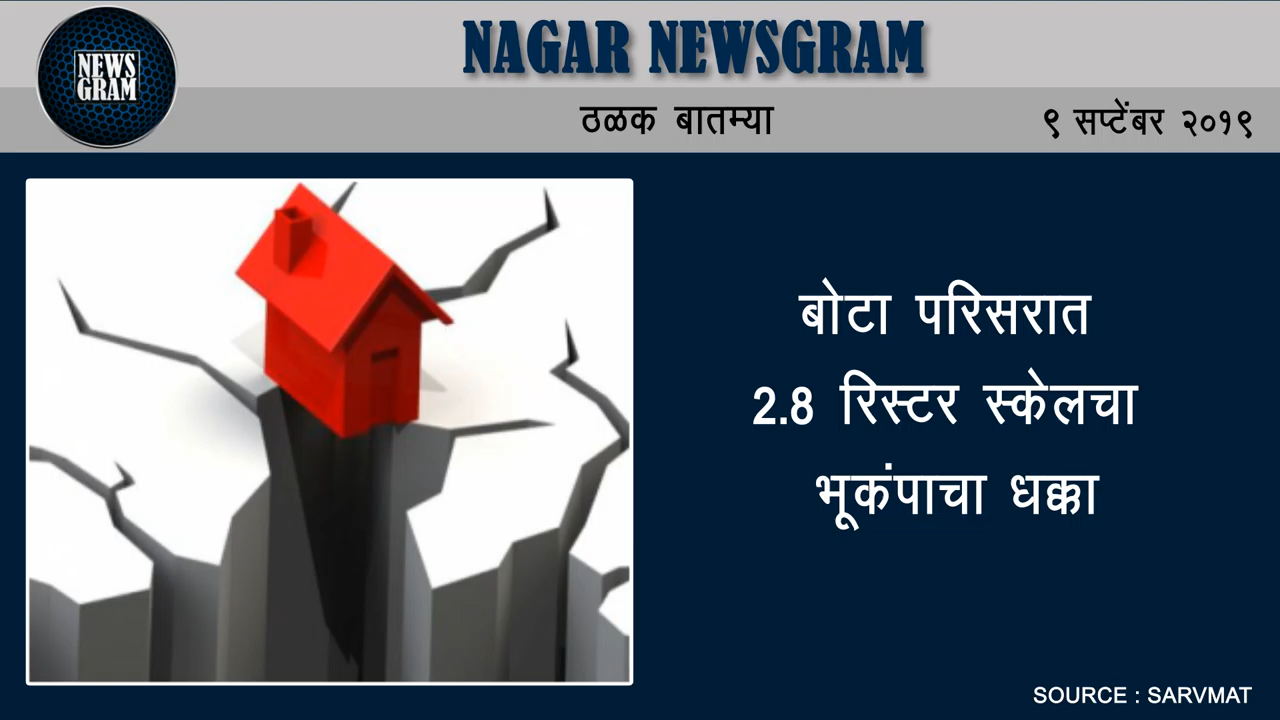 NEWS
GRAM
NAGAR NEWSGRAM
ठळक बातम्या
९ सप्टेंबर २०१९
बोटा परिसरात
2.8 रिस्टर स्केलचा
भूकंपाचा धक्का
SOURCE : SARVMAT